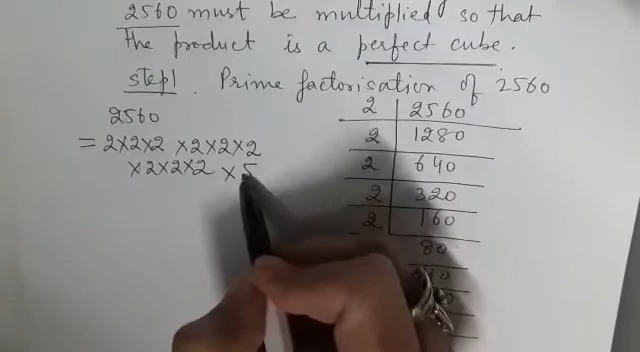 2560 must be multiplied so that
the product is a perfect cube.
step1. Prime factorisation of 2560
2560
= 2×2×2 ×2×2×2
×2×2×2 ×5
2 | 2560
2 | 1280
2 | 640
2 | 320
2 | 160
80